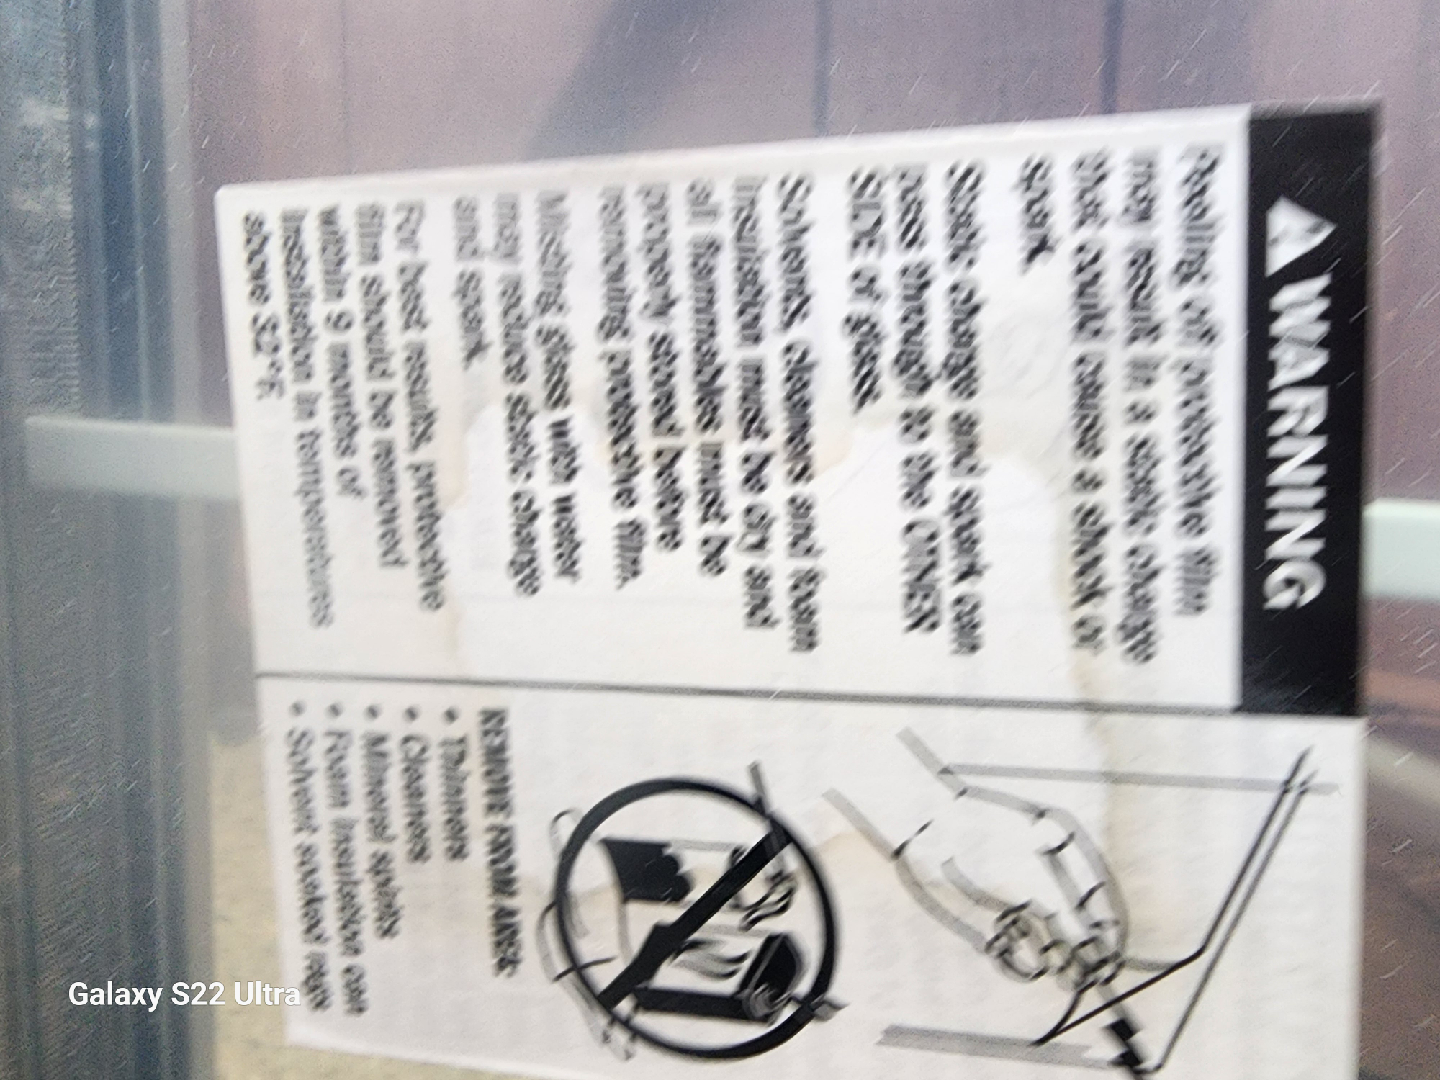 WARNING
Peeling off protective film
may result in a static charge
that could cause a shock or
spark.
Static charge and spark can
pass through to the OTHER
SIDE of glass.
Solvents, cleaners and foam
insulation must be dry and
all flammables must be
properly stored before
removing protective film.
Misting glass with water
may reduce static charge
and spark.
For best results, protective
film should be removed
within 9 months of
installation in temperatures
above 32°F.
REMOVE FROM AREA:
• Thinners
• Cleaners
• Mineral spirits
• Foam insulation can
• Solvent soaked rags
Galaxy S22 Ultra